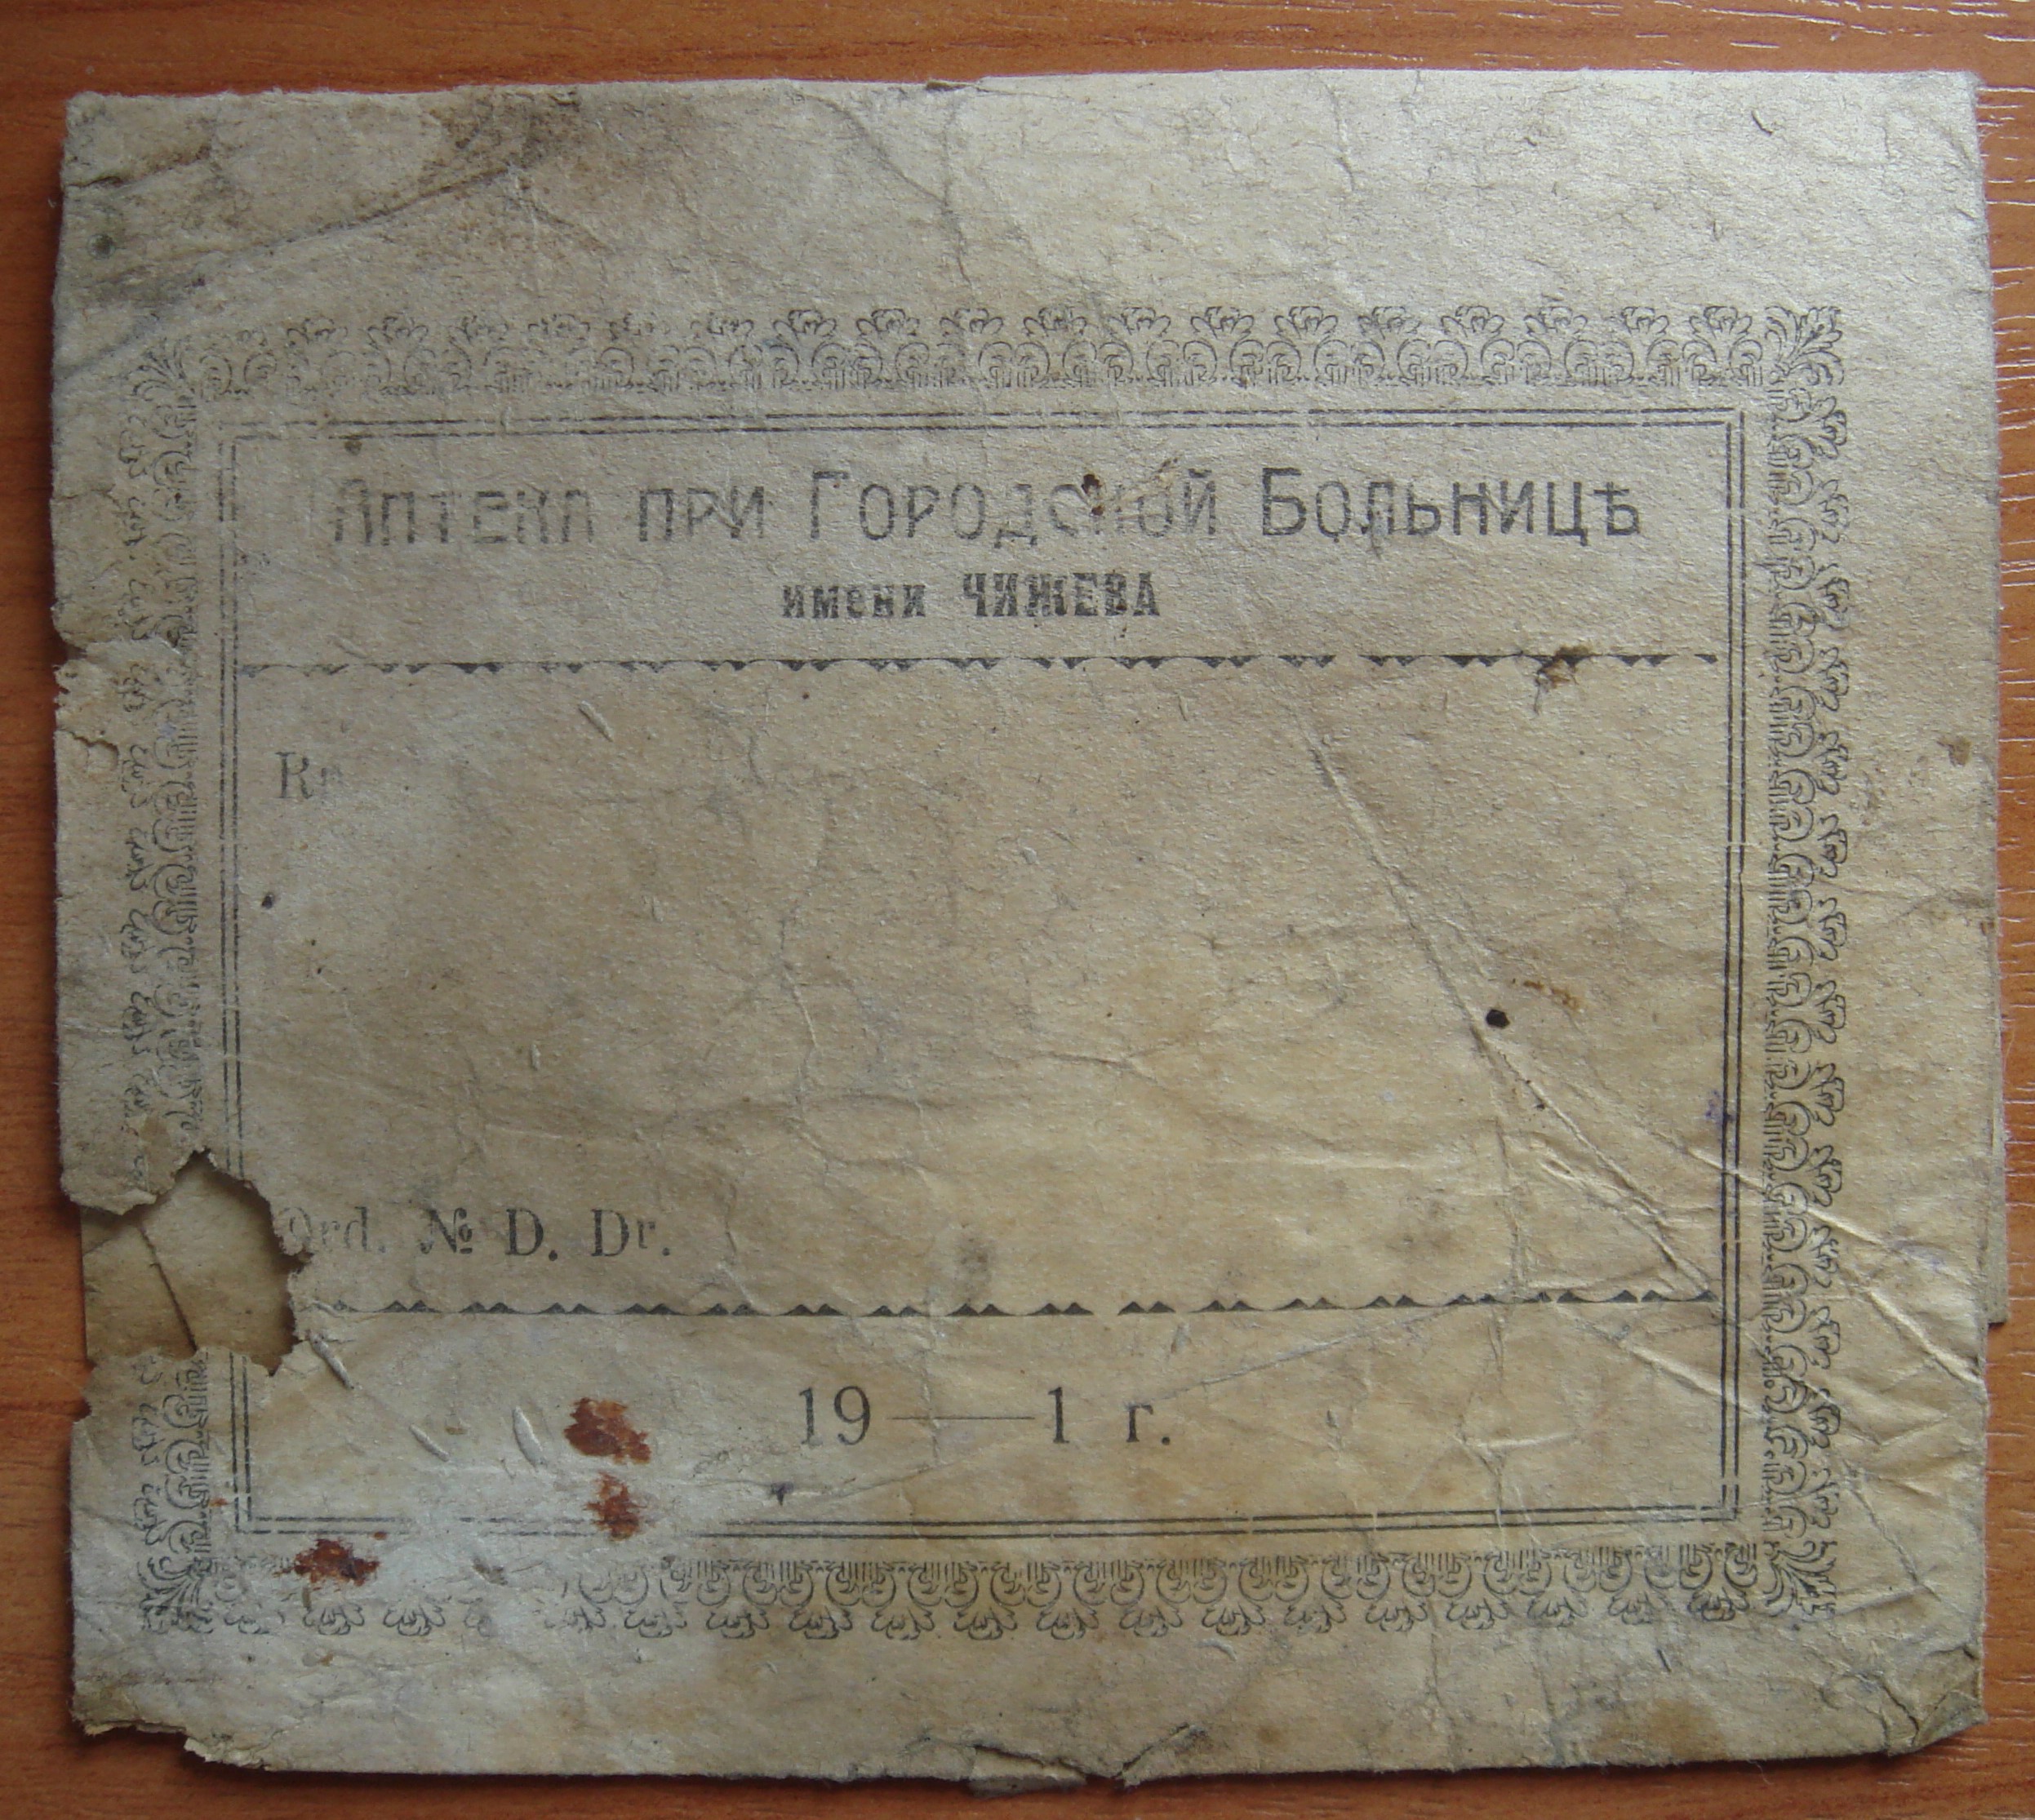 Аптека при Городской Больницѣ
имени ЧИЖЕВА
Rp
Ord. № D. Dr.
19——1 г.